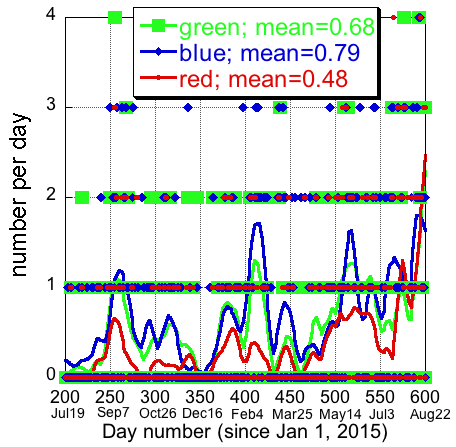 4
green; mean=0.68
blue; mean=0.79
red; mean=0.48
3
2
1
0
number per day
200 250 300 350 400 450 500 550 600
Jul19 Sep7 Oct26 Dec16 Feb4 Mar25 May14 Jul3 Aug22
Day number (since Jan 1, 2015)